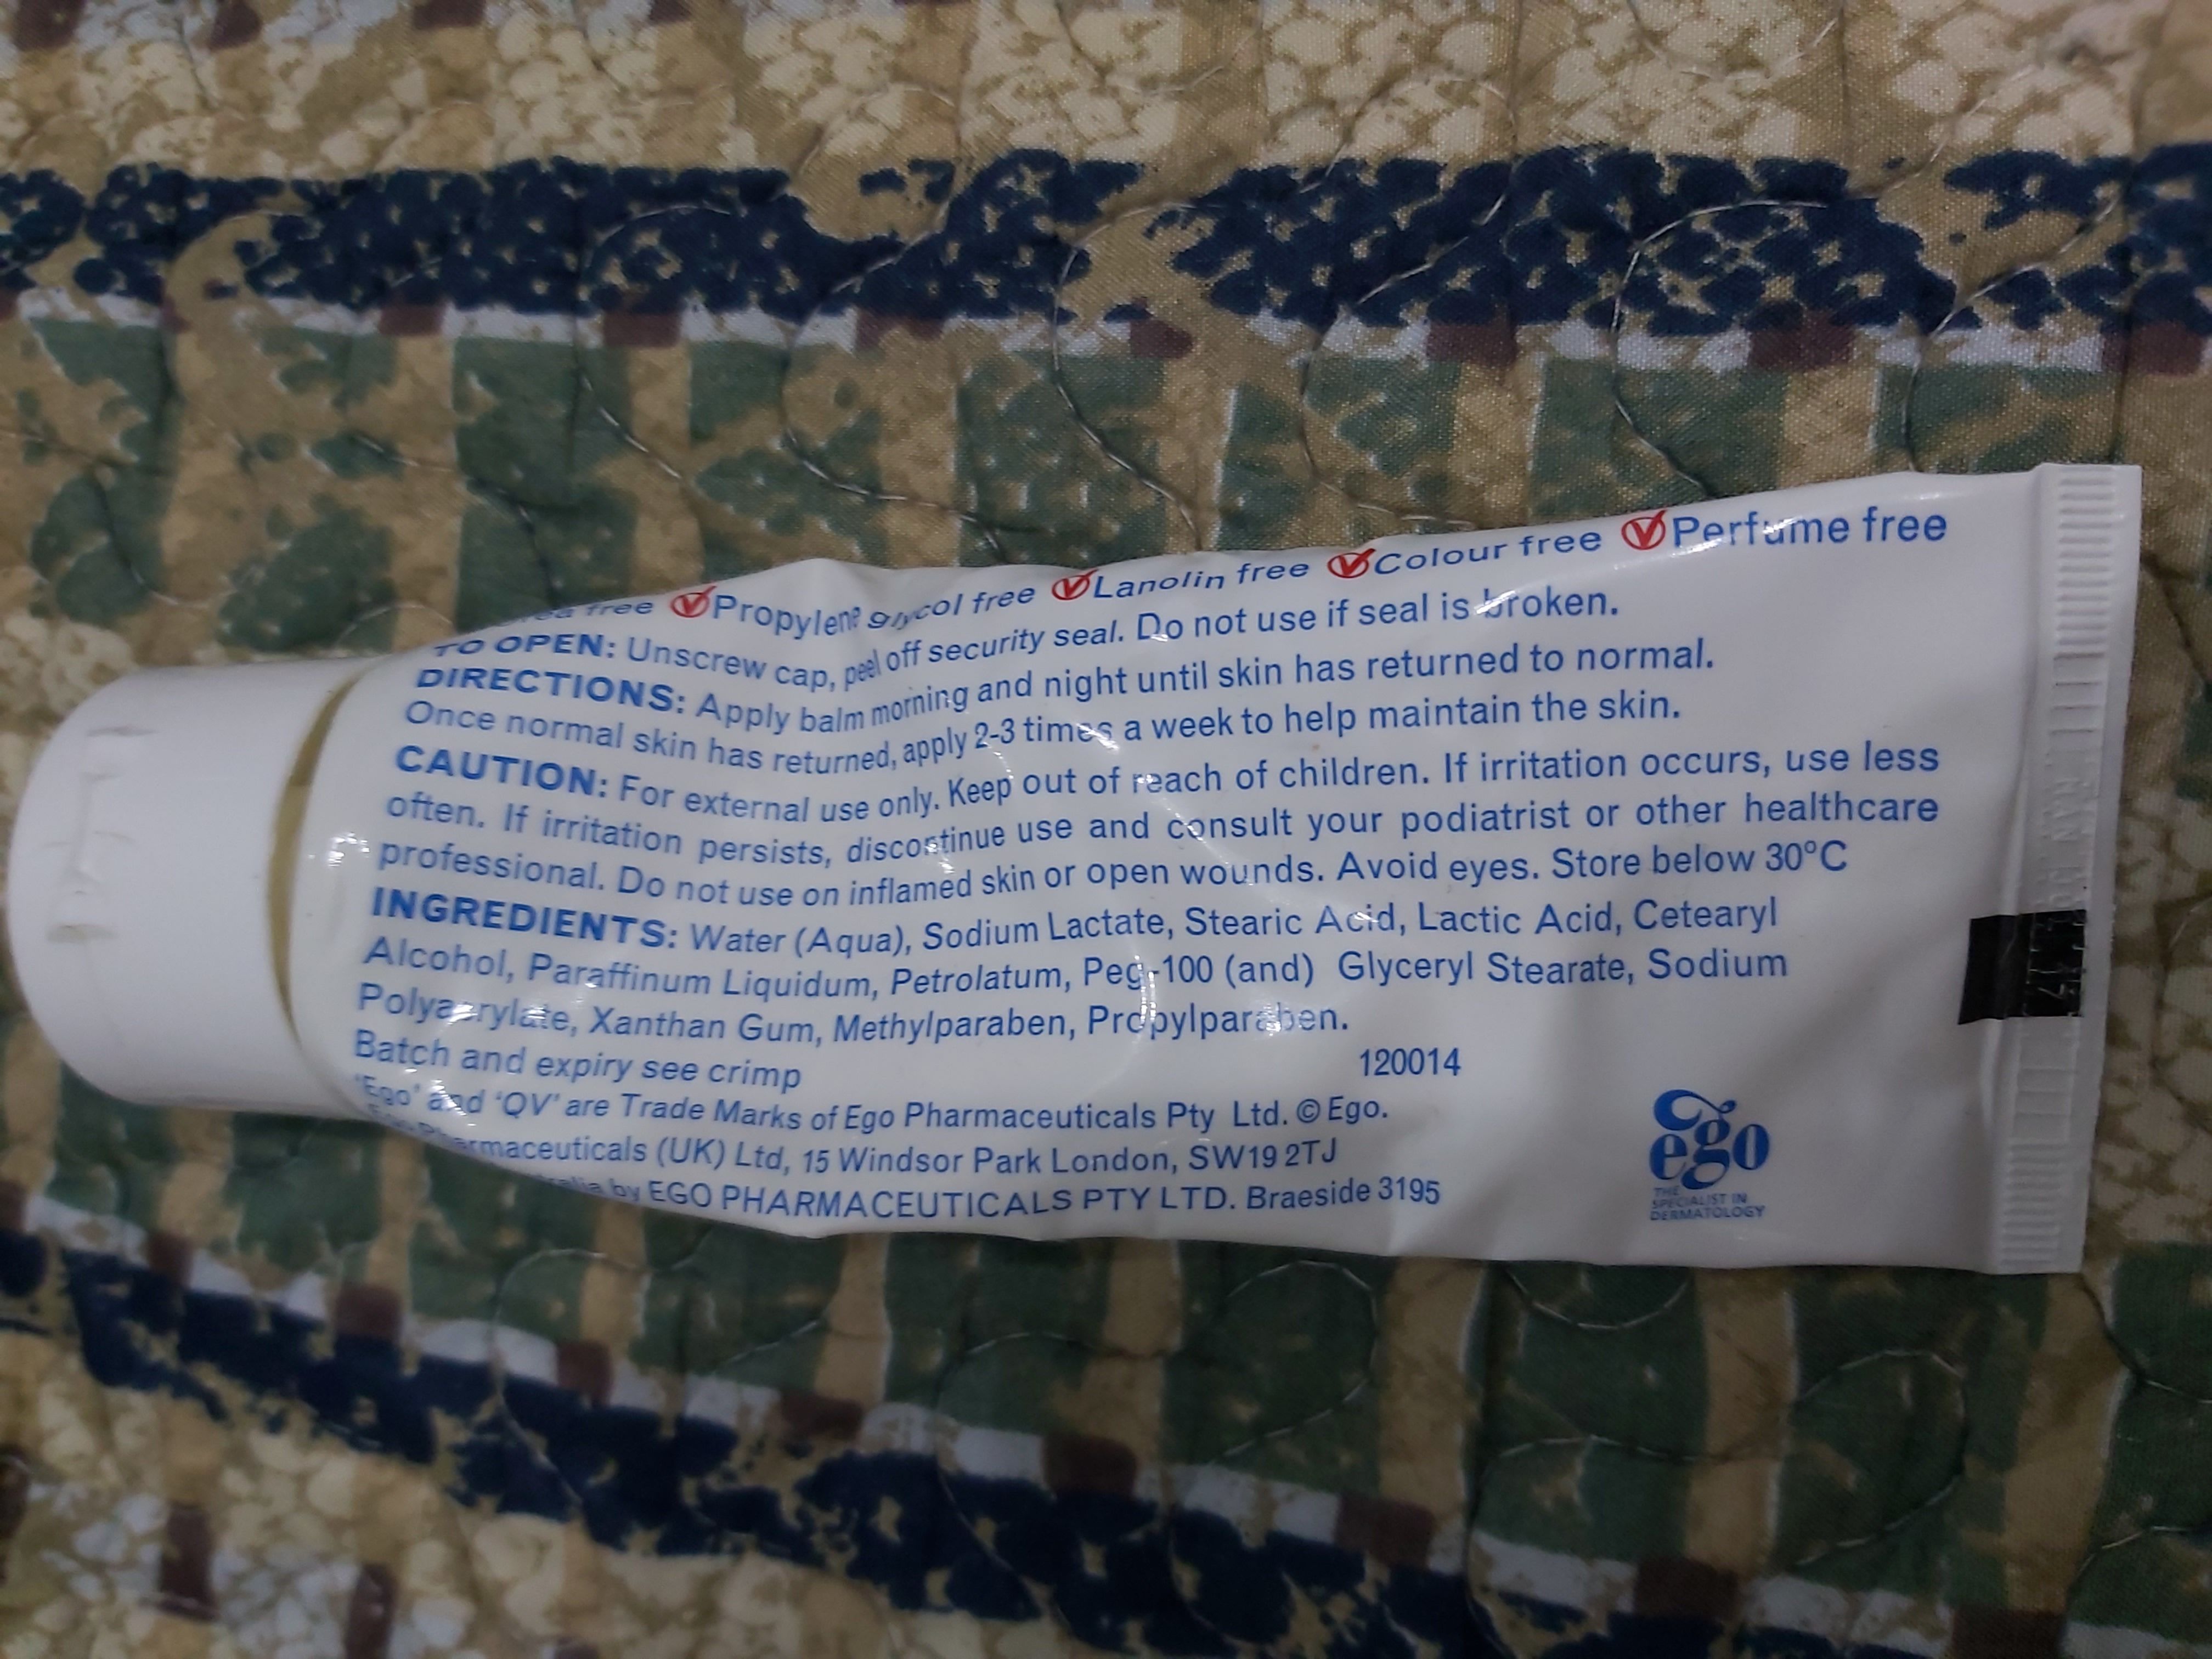 free Propylene glycol free Lanolin free Colour free Perfume free
TO OPEN: Unscrew cap, peel off security seal. Do not use if seal is broken.
DIRECTIONS: Apply balm morning and night until skin has returned to normal.
Once normal skin has returned, apply 2-3 times a week to help maintain the skin.
CAUTION: For external use only. Keep out of reach of children. If irritation occurs, use less
often. If irritation persists, discontinue use and consult your podiatrist or other healthcare
professional. Do not use on inflamed skin or open wounds. Avoid eyes. Store below 30°C
INGREDIENTS: Water (Aqua), Sodium Lactate, Stearic Acid, Lactic Acid, Cetearyl
Alcohol, Paraffinum Liquidum, Petrolatum, Peg-100 (and) Glyceryl Stearate, Sodium
Polyacrylate, Xanthan Gum, Methylparaben, Propylparaben.
Batch and expiry see crimp
120014
'Ego' and 'QV' are Trade Marks of Ego Pharmaceuticals Pty Ltd. © Ego.
Ego Pharmaceuticals (UK) Ltd, 15 Windsor Park London, SW19 2TJ
by EGO PHARMACEUTICALS PTY LTD. Braeside 3195
ego
THE
SPECIALIST IN
DERMATOLOGY